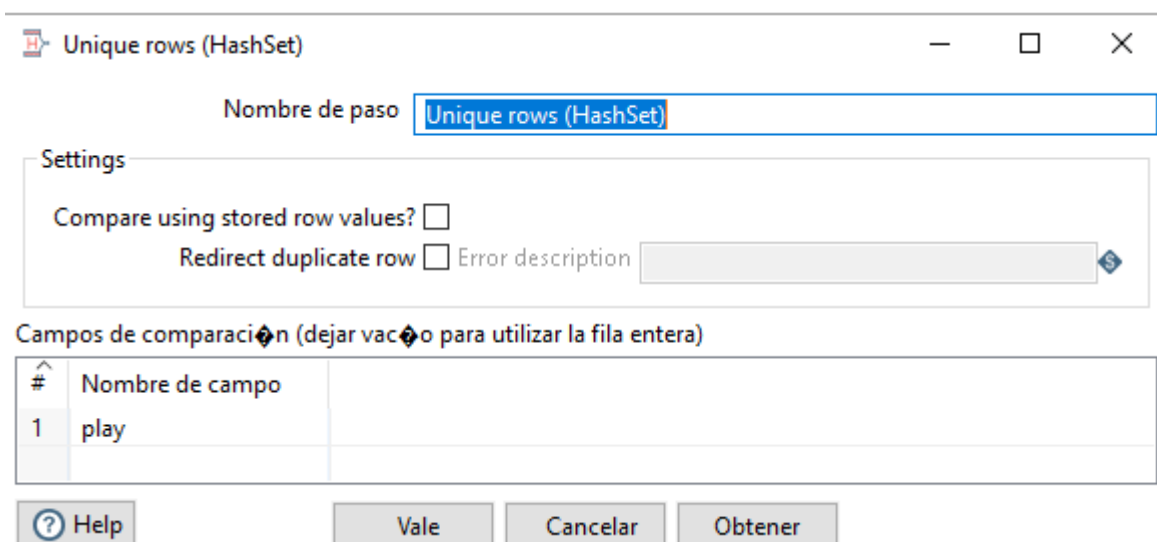 Unique rows (HashSet)
Nombre de paso Unique rows (HashSet)
Settings
Compare using stored row values?
Redirect duplicate row Error description
Campos de comparaci�n (dejar vac�o para utilizar la fila entera)
# Nombre de campo
1 play
Help Vale Cancelar Obtener